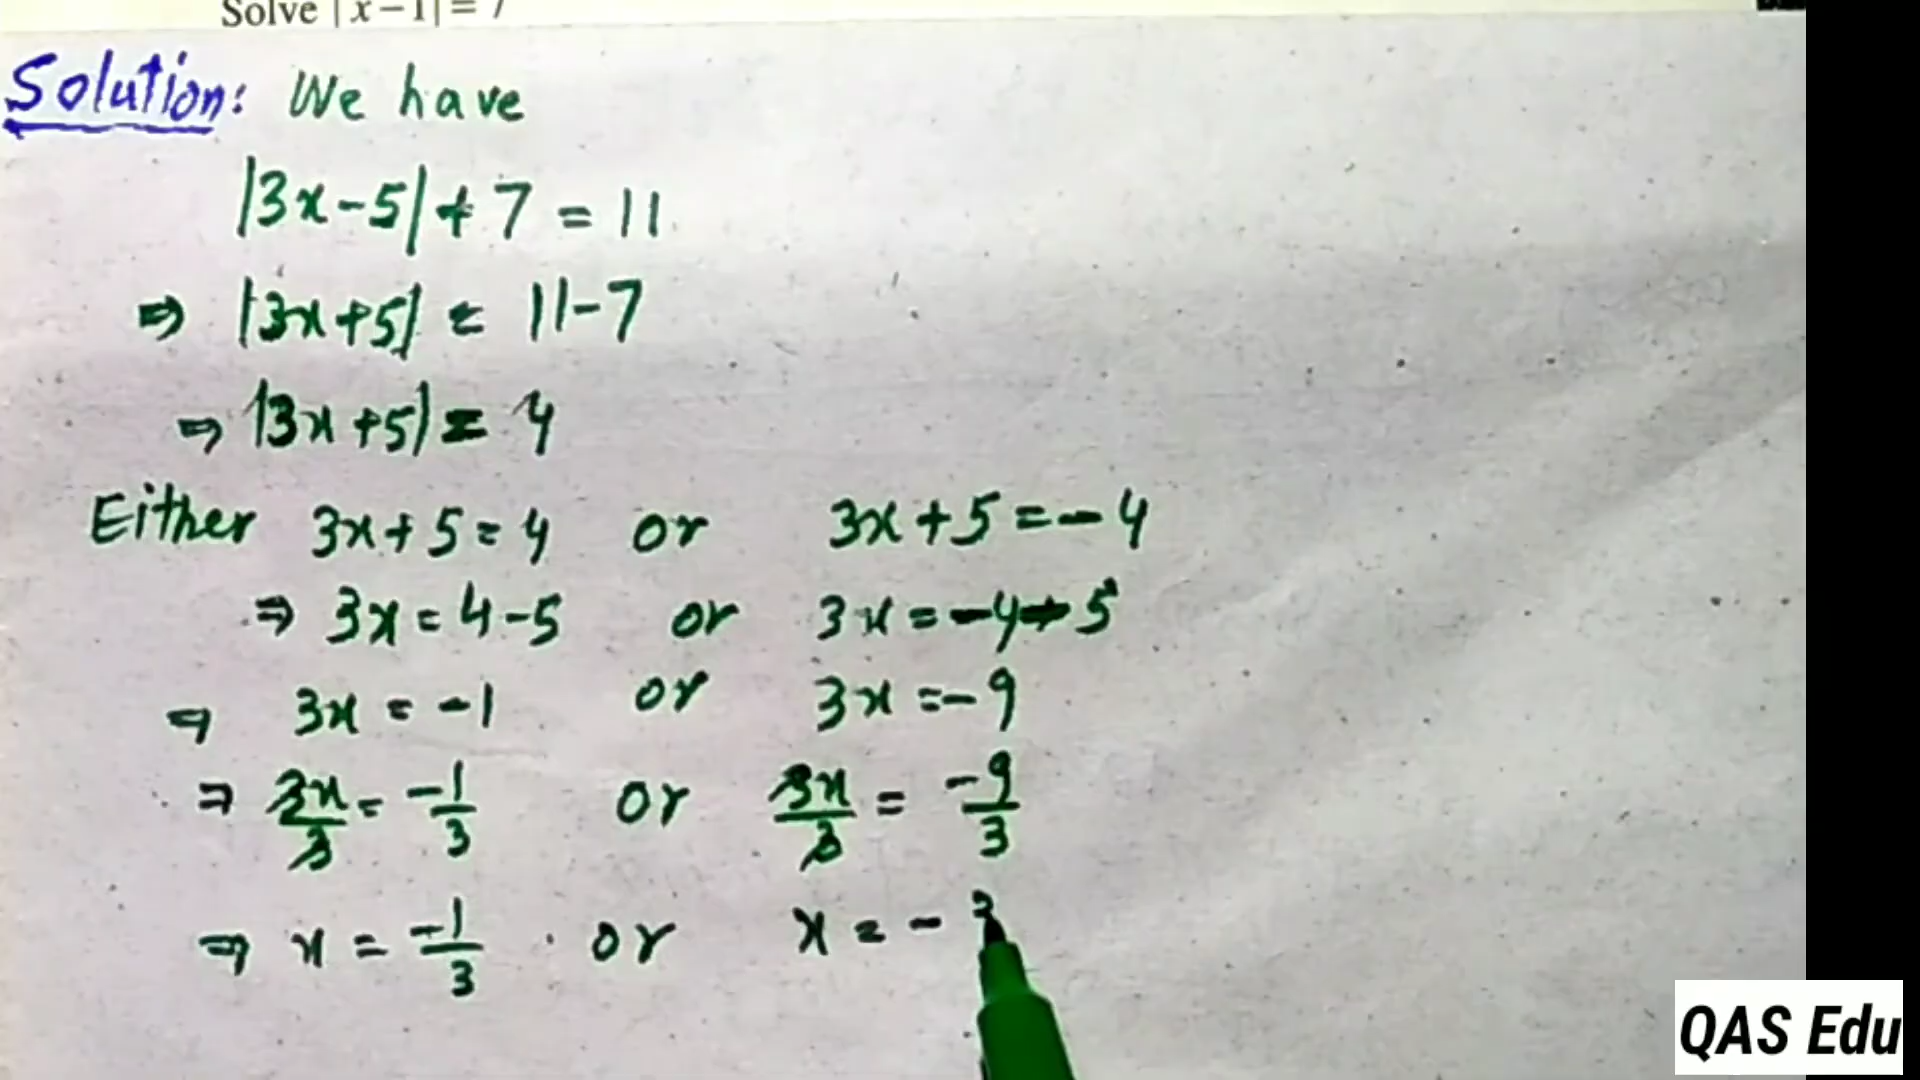 Solve | x − 1 | = 7
Solution: We have
|3x-5| + 7 = 11
⇒ |3x+5| = 11-7
⇒ |3x+5| = 4
Either 3x+5=4 or 3x+5=-4
⇒ 3x = 4-5 or 3x = -4-5
⇒ 3x = -1 or 3x = -9
⇒ 3x/3 = -1/3 or 3x/3 = -9/3
⇒ x = -1/3 or x = -3
QAS Edu